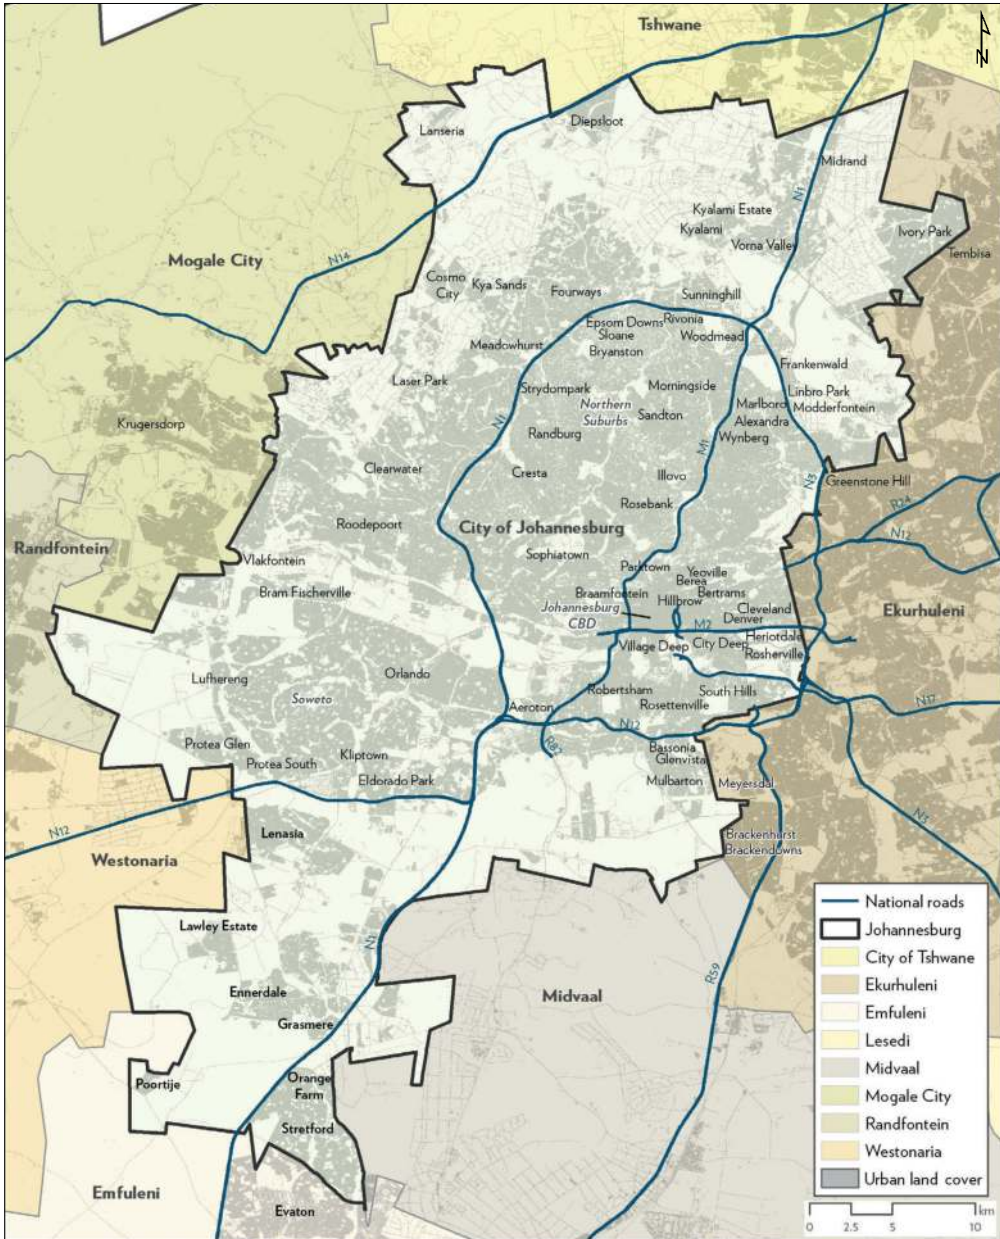 Tshwane
N
Lanseria
Diepsloot
Midrand
N1
Kyalami Estate
Kyalami
Ivory Park
Vorna Valley
Tembisa
Mogale City
N14
Cosmo
City
Kya Sands
Fourways
Sunninghill
Epsom Downs
Rivonia
Sloane
Woodmead
Meadowhurst
Bryanston
Frankenwald
Laser Park
Strydompark
Morningside
Linbro Park
Northern
Suburbs
Marlboro
Modderfontein
Sandton
Alexandra
Krugersdorp
N1
Randburg
M1
Wynberg
Clearwater
Cresta
Illovo
N3
Greenstone Hill
Rosebank
R24
Roodepoort
City of Johannesburg
N12
Randfontein
Sophiatown
Vlakfontein
Parktown
Yeoville
Berea
Bram Fischerville
Braamfontein
Bertrams
Hillbrow
Johannesburg
CBD
Cleveland
Denver
Ekurhuleni
M2
Heriotdale
Village Deep
City Deep
Rosherville
Lufhereng
Orlando
Soweto
Robertsham
South Hills
N17
Aeroton
Rosettenville
N12
Protea Glen
R82
Bassonia
Kliptown
Glenvista
Protea South
Eldorado Park
Mulbarton
Meyersdal
N12
Lenasia
N3
Brackenhurst
Brackendowns
Westonaria
Lawley Estate
N1
R59
Ennerdale
Midvaal
Grasmere
Poortije
Orange
Farm
Stretford
Emfuleni
Evaton
National roads
Johannesburg
City of Tshwane
Ekurhuleni
Emfuleni
Lesedi
Midvaal
Mogale City
Randfontein
Westonaria
Urban land cover
km
0 2.5 5 10